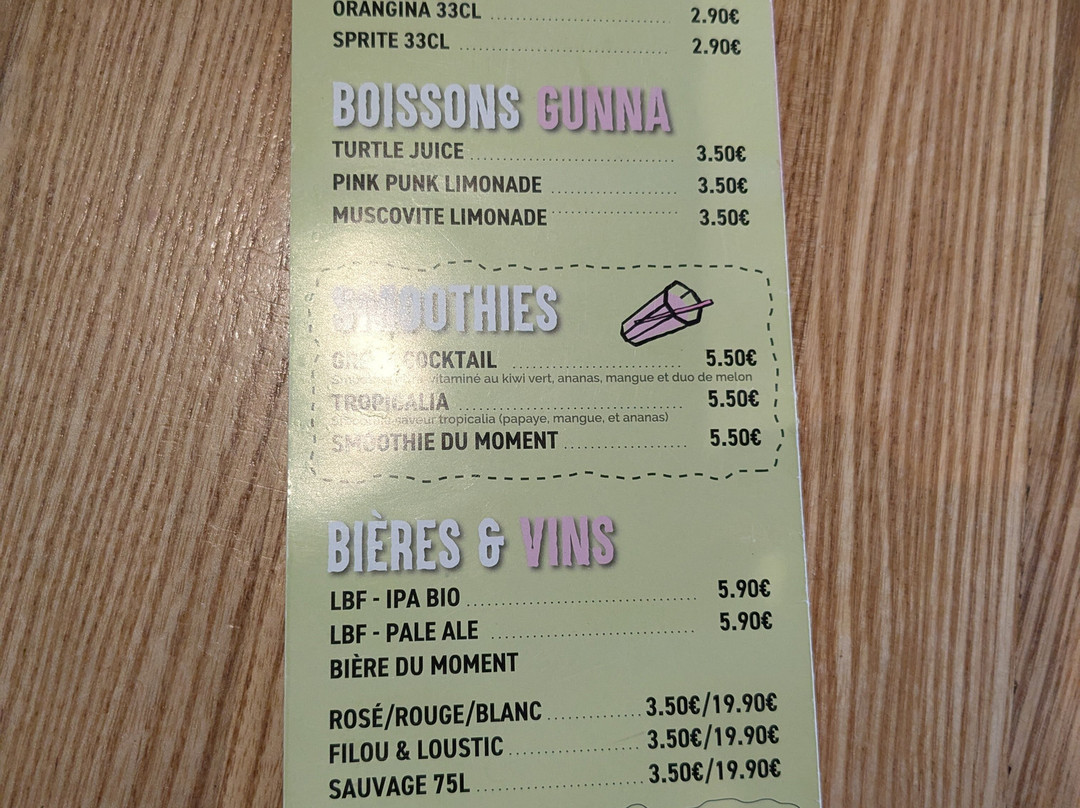 ORANGINA 33CL 2.90€
SPRITE 33CL 2.90€
BOISSONS GUNNA
TURTLE JUICE 3.50€
PINK PUNK LIMONADE 3.50€
MUSCOVITE LIMONADE 3.50€
SMOOTHIES
COCKTAIL 5.50€
vitaminé au kiwi vert, ananas, mangue et duo de melon
TROPICALIA 5.50€
saveur tropicalia (papaye, mangue, et ananas)
SMOOTHIE DU MOMENT 5.50€
BIÈRES & VINS
LBF - IPA BIO 5.90€
LBF - PALE ALE 5.90€
BIÈRE DU MOMENT
ROSÉ/ROUGE/BLANC 3.50€/19.90€
FILOU & LOUSTIC 3.50€/19.90€
SAUVAGE 75L 3.50€/19.90€